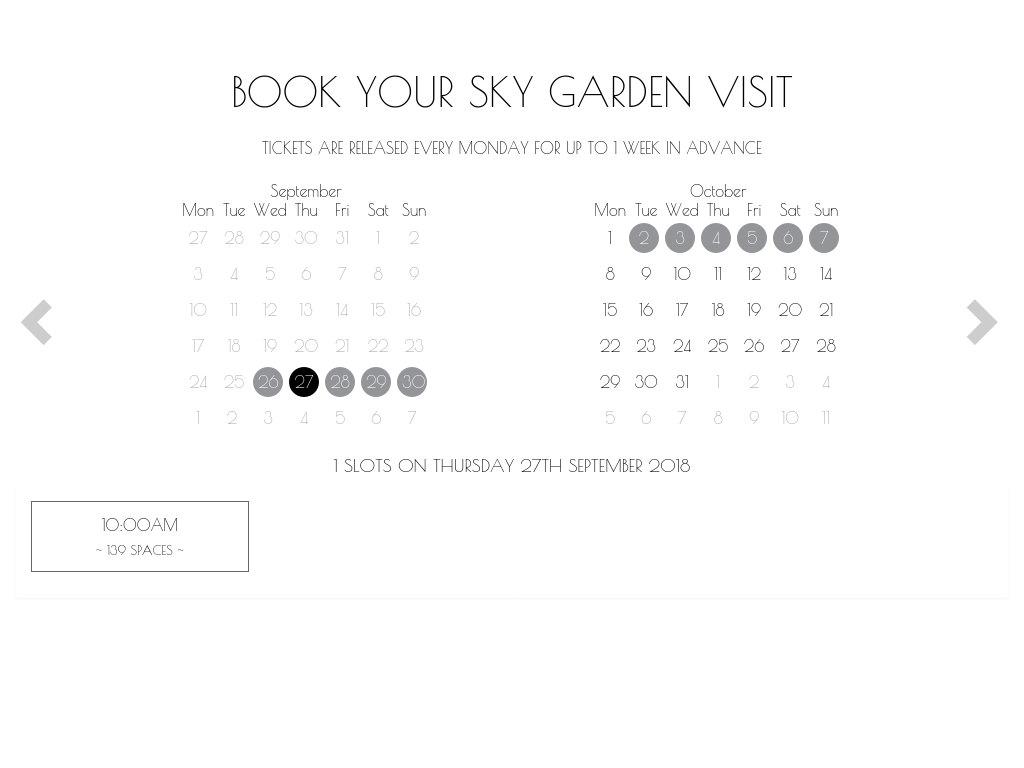 BOOK YOUR SKY GARDEN VISIT
TICKETS ARE RELEASED EVERY MONDAY FOR UP TO 1 WEEK IN ADVANCE
September
Mon Tue Wed Thu Fri Sat Sun
27 28 29 30 31 1 2
3 4 5 6 7 8 9
10 11 12 13 14 15 16
17 18 19 20 21 22 23
24 25 26 27 28 29 30
1 2 3 4 5 6 7
October
Mon Tue Wed Thu Fri Sat Sun
1 2 3 4 5 6 7
8 9 10 11 12 13 14
15 16 17 18 19 20 21
22 23 24 25 26 27 28
29 30 31 1 2 3 4
5 6 7 8 9 10 11
1 SLOTS ON THURSDAY 27TH SEPTEMBER 2018
10:00AM
~ 139 SPACES ~